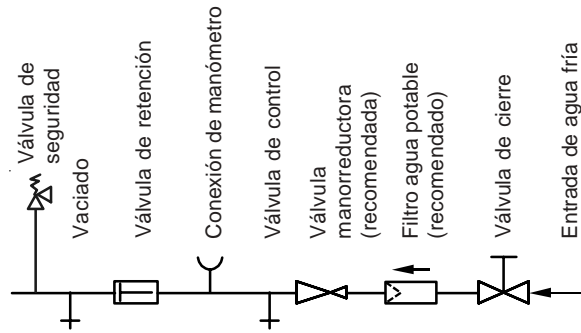 Válvula de
seguridad
Vaciado
Válvula de retención
Conexión de manómetro
Válvula de control
Válvula
manorreductora
(recomendada)
Filtro agua potable
(recomendado)
Válvula de cierre
Entrada de agua fría